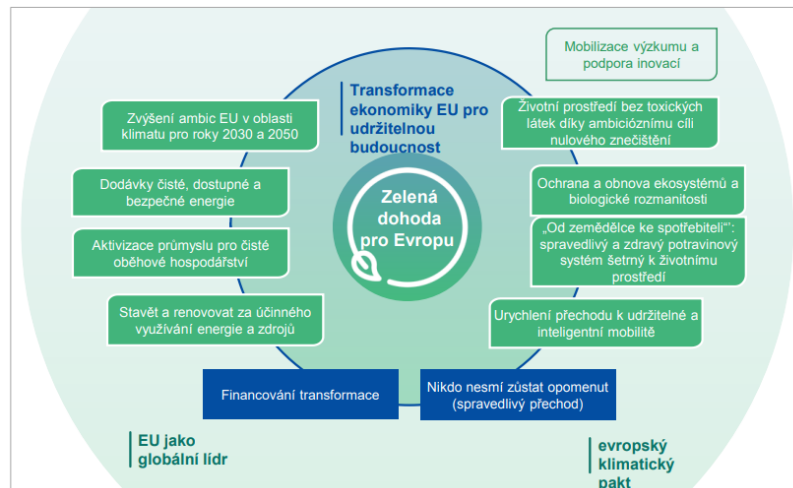 Mobilizace výzkumu a
podpora inovací
Transformace
ekonomiky EU pro
udržitelnou
budoucnost
Zvýšení ambic EU v oblasti
klimatu pro roky 2030 a 2050
Životní prostředí bez toxických
látek díky ambicióznímu cíli
nulového znečištění
Dodávky čisté, dostupné a
bezpečné energie
Ochrana a obnova ekosystémů a
biologické rozmanitosti
Zelená
dohoda
pro Evropu
Aktivizace průmyslu pro čisté
oběhové hospodářství
„Od zemědělce ke spotřebiteli“:
spravedlivý a zdravý potravinový
systém šetrný k životnímu
prostředí
Stavět a renovovat za účinného
využívání energie a zdrojů
Urychlení přechodu k udržitelné a
inteligentní mobilitě
Financování transformace
Nikdo nesmí zůstat opomenut
(spravedlivý přechod)
EU jako
globální lídr
evropský
klimatický
pakt